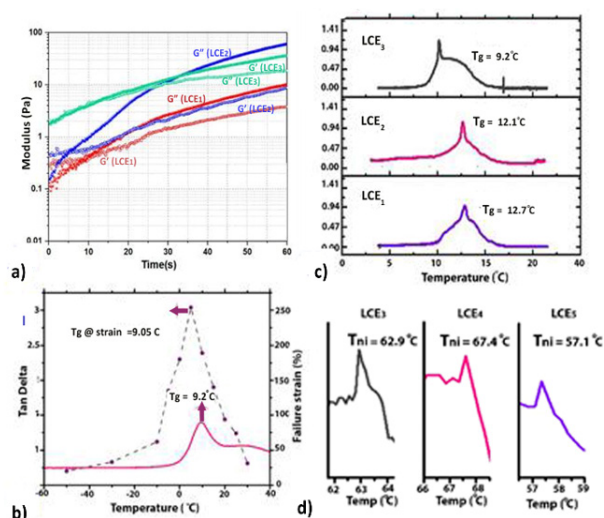 a)
100
10
1
0.1
0.01
Modulus (Pa)
G" (LCE2)
G' (LCE3)
G" (LCE3)
G" (LCE1)
G' (LCE2)
G' (LCE1)
0 5 10 15 20 25 30 35 40 45 50 55 60
Time(s)
b)
3
2
1
Tan Delta
Tg @ strain =9.05 C
Tg = 9.2°C
250
200
150
100
50
0
Failure strain (%)
-60 -40 -20 0 20 40
Temperature (°C)
c)
1.41
0.94
0.47
0.00
LCE3
Tg = 9.2°C
1.41
0.94
0.47
0.00
LCE2
Tg = 12.1°C
1.41
0.94
0.47
0.00
LCE1
Tg = 12.7°C
0 5 10 15 20 25
Temperature (°C)
d)
LCE3
Tni = 62.9°C
62 63 64
Temp (°C)
LCE4
Tni = 67.4°C
66 67 68
Temp (°C)
LCE5
Tni = 57.1°C
57 58 59
Temp (°C)